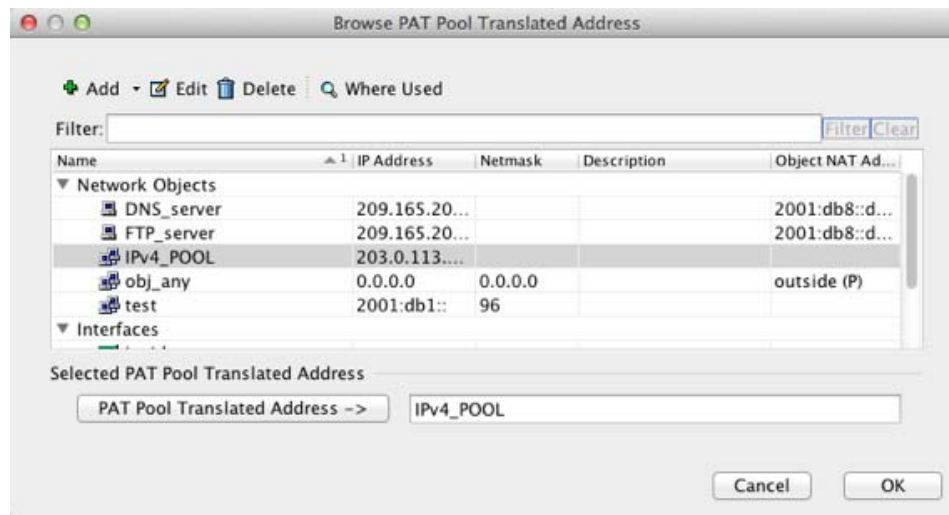 Browse PAT Pool Translated Address
Add Edit Delete Where Used
Filter: Filter Clear
Name 1 IP Address Netmask Description Object NAT Ad...
Network Objects
DNS_server 209.165.20... 2001:db8::d...
FTP_server 209.165.20... 2001:db8::d...
IPv4_POOL 203.0.113....
obj_any 0.0.0.0 0.0.0.0 outside (P)
test 2001:db1:: 96
Interfaces
Selected PAT Pool Translated Address
PAT Pool Translated Address -> IPv4_POOL
Cancel OK